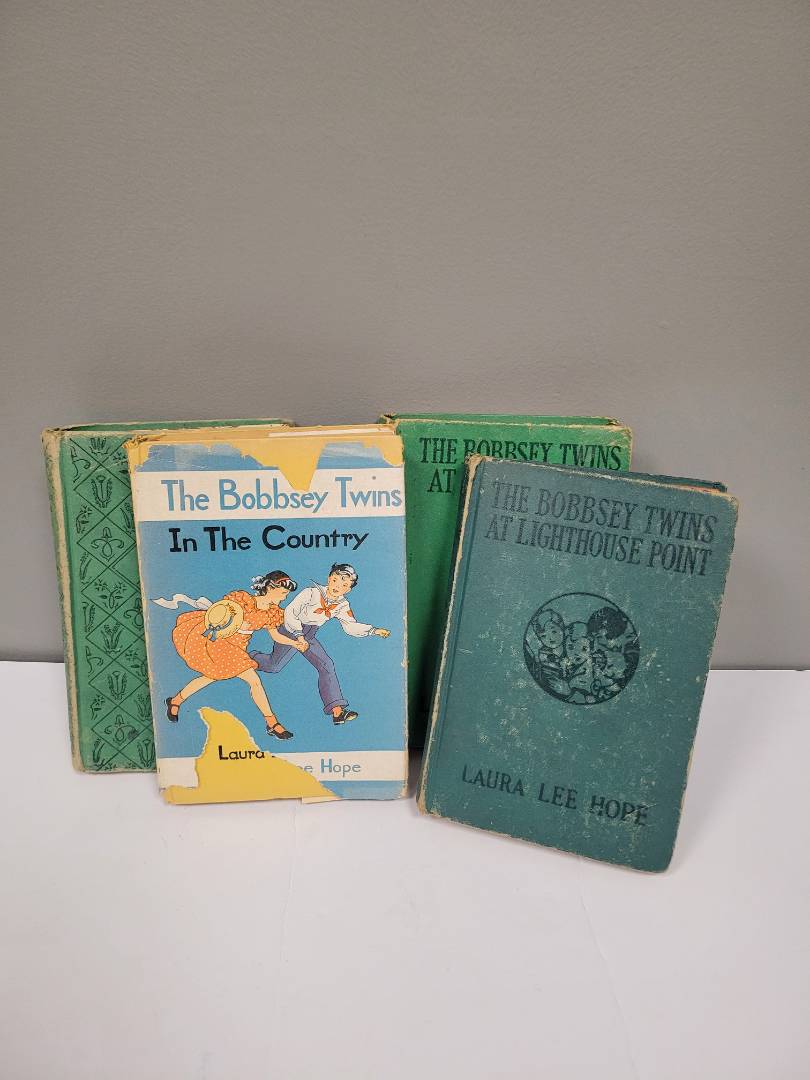 The Bobbsey Twins
In The Country
Laura
ee Hope
THE BOBBSEY TWINS
AT
THE BOBBSEY TWINS
AT LIGHTHOUSE POINT
LAURA LEE HOPE